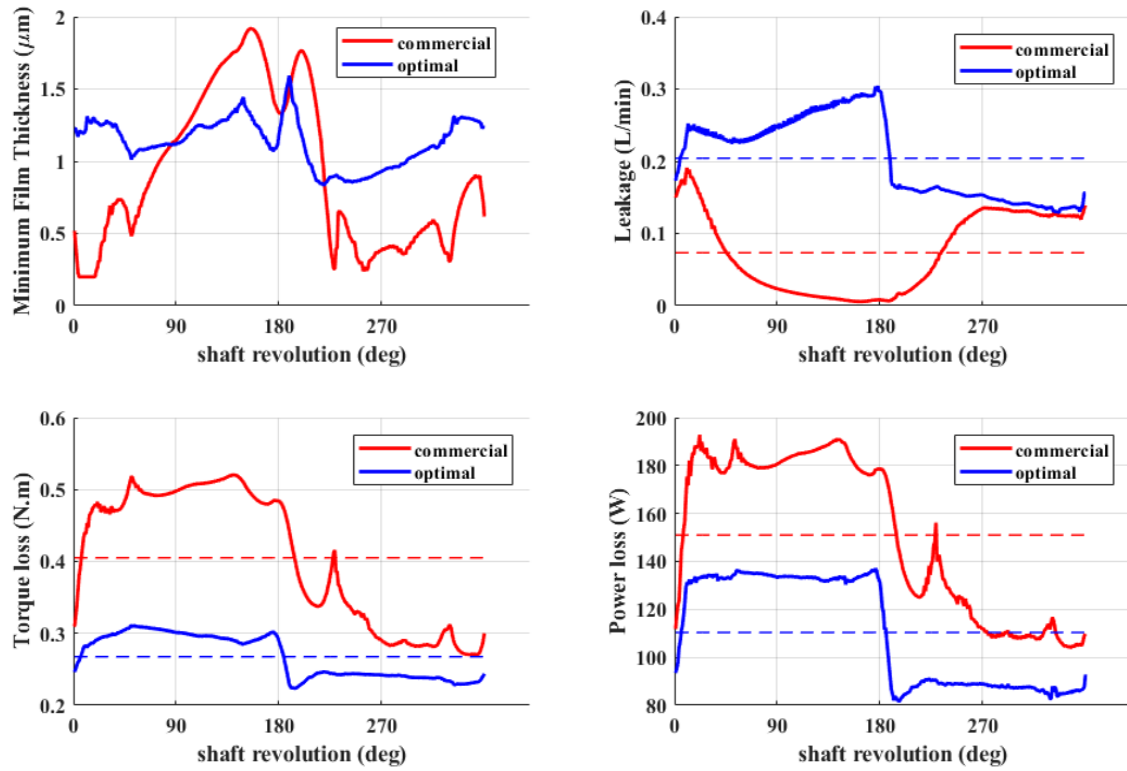 Minimum Film Thickness (μm)
2
1.5
1
0.5
0
commercial
optimal
0 90 180 270
shaft revolution (deg)
Leakage (L/min)
0.4
0.3
0.2
0.1
0
commercial
optimal
0 90 180 270
shaft revolution (deg)
Torque loss (N.m)
0.6
0.5
0.4
0.3
0.2
commercial
optimal
0 90 180 270
shaft revolution (deg)
Power loss (W)
200
180
160
140
120
100
80
commercial
optimal
0 90 180 270
shaft revolution (deg)